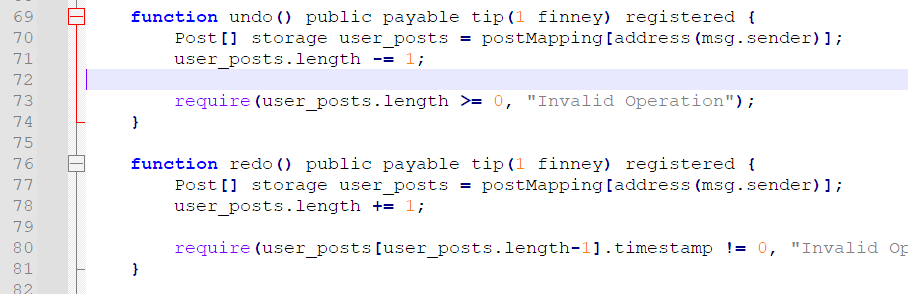 69 function undo() public payable tip(1 finney) registered {
70 Post[] storage user_posts = postMapping[address(msg.sender)];
71 user_posts.length -= 1;
72
73 require(user_posts.length >= 0, "Invalid Operation");
74 }
75
76 function redo() public payable tip(1 finney) registered {
77 Post[] storage user_posts = postMapping[address(msg.sender)];
78 user_posts.length += 1;
79
80 require(user_posts[user_posts.length-1].timestamp != 0, "Invalid Op
81 }
82